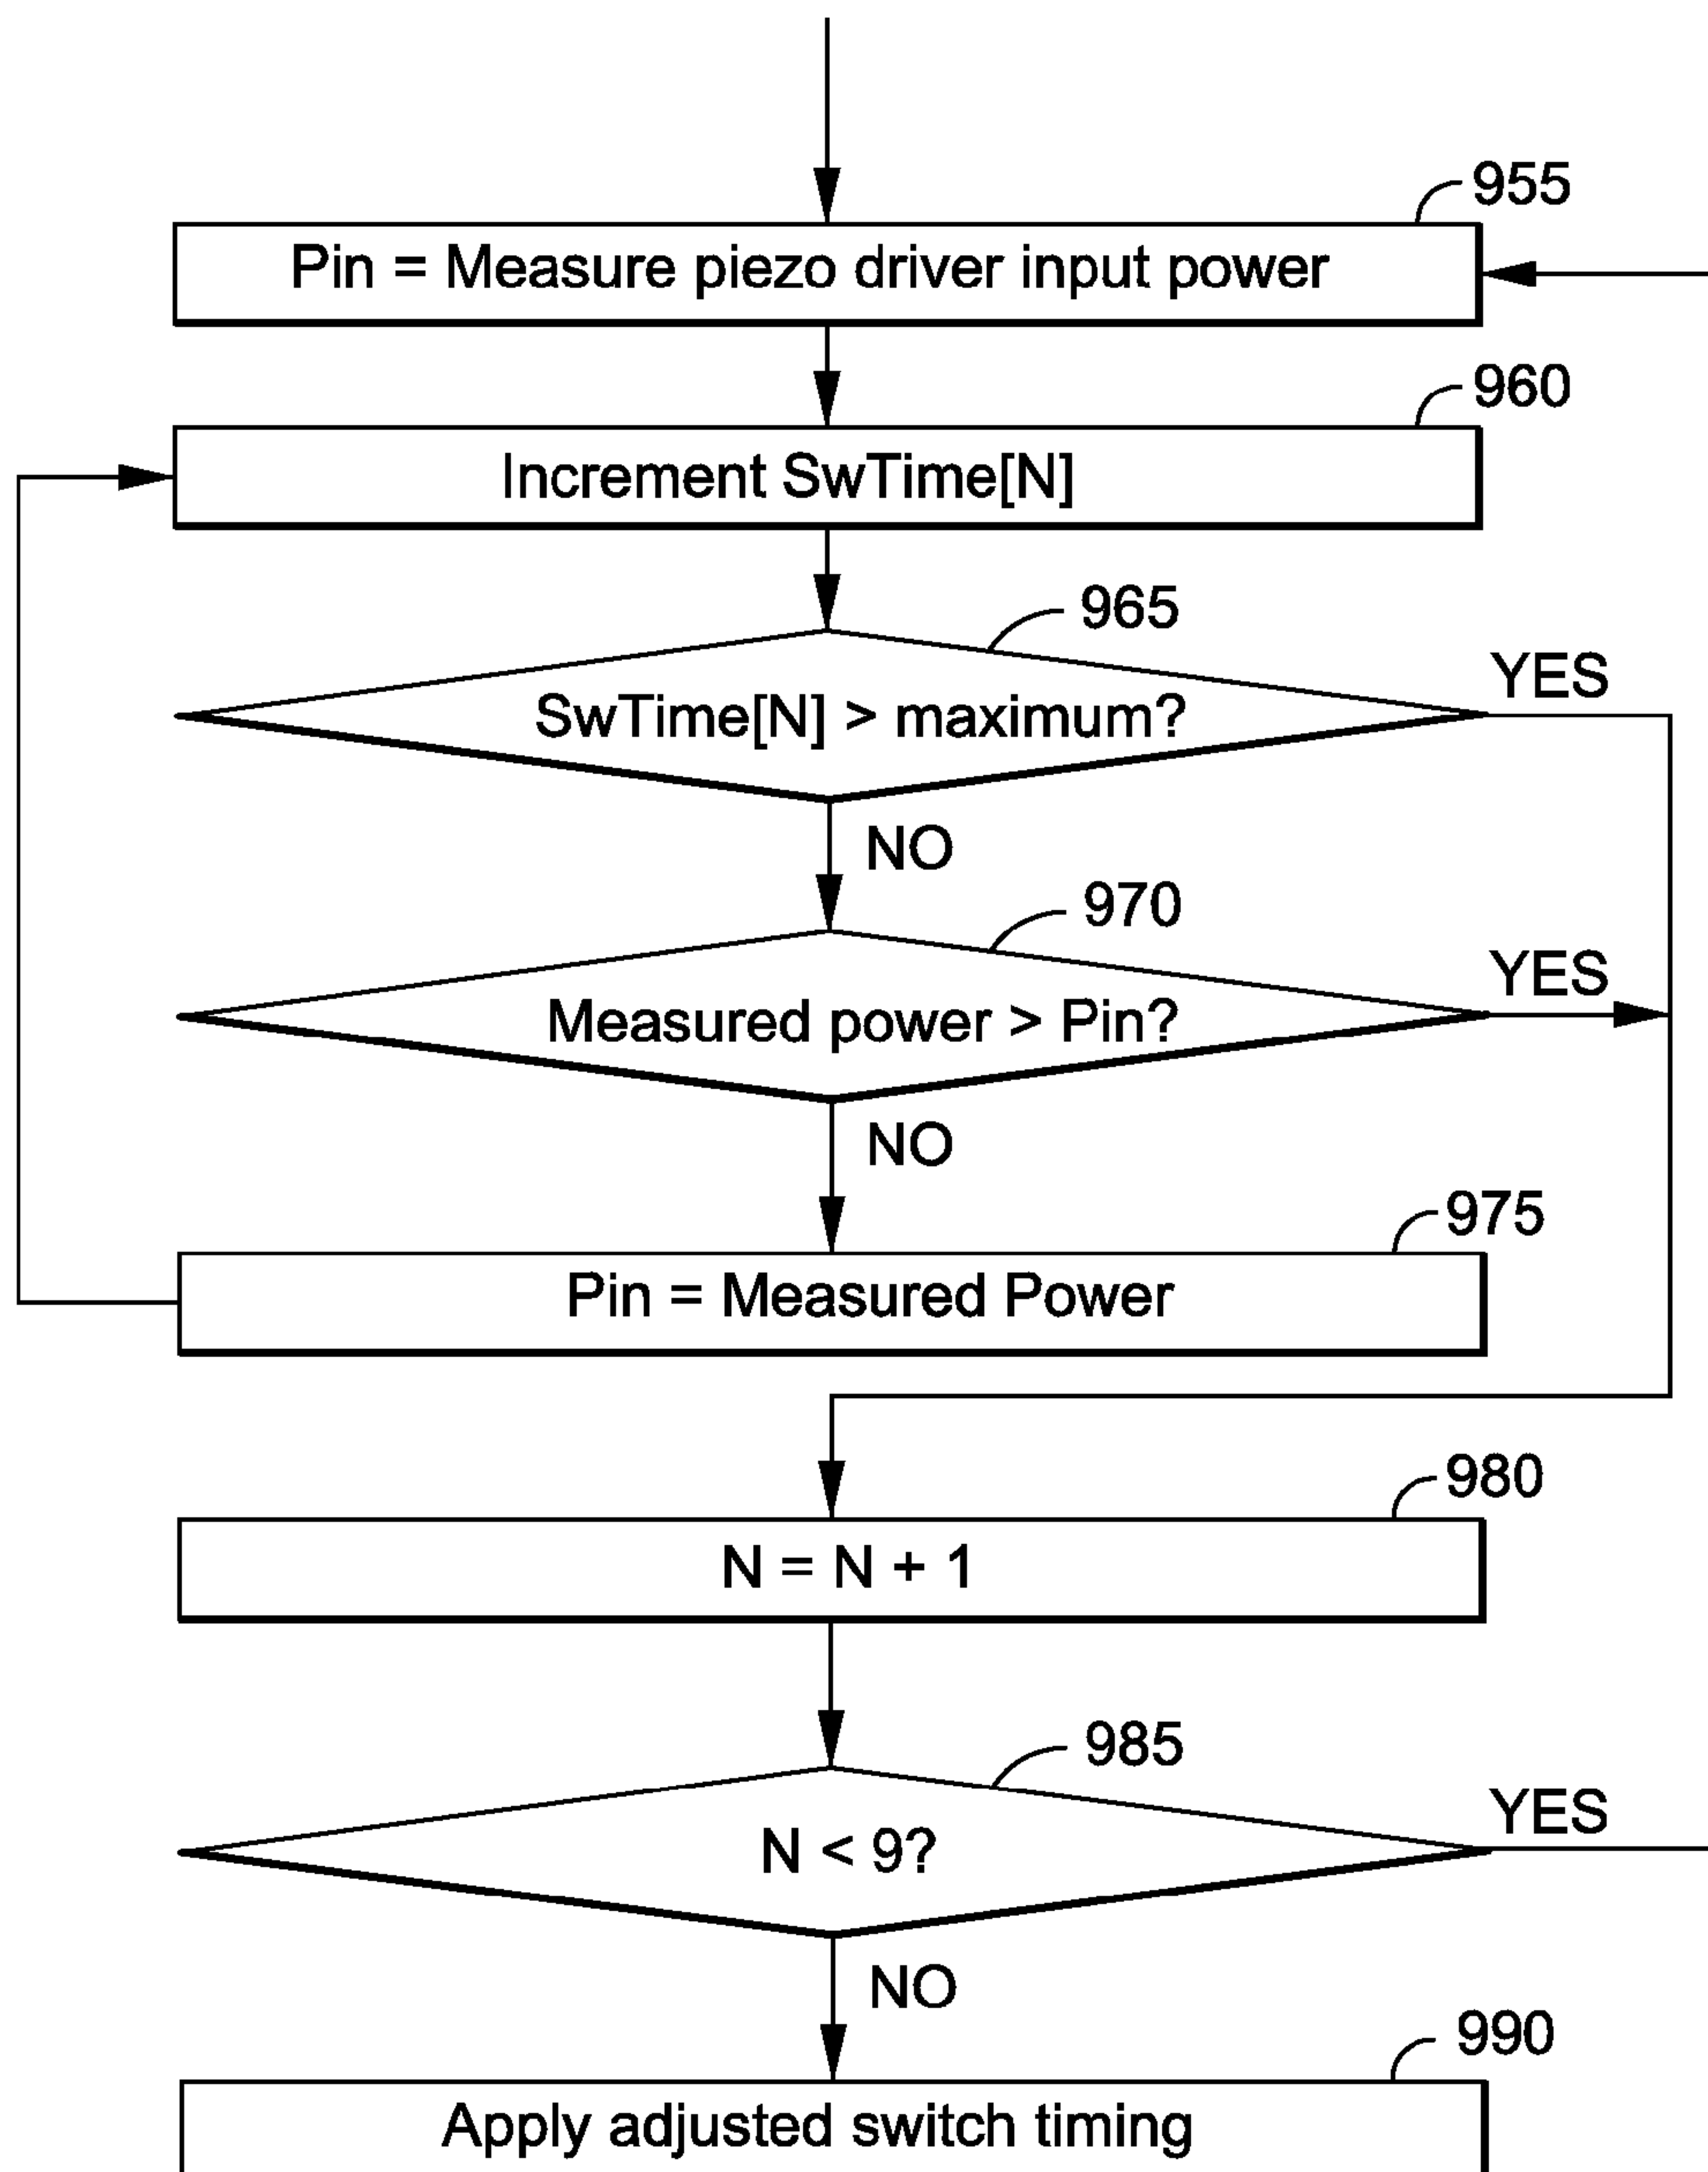 955
Pin = Measure piezo driver input power
960
Increment SwTime[N]
965
YES
SwTime[N] > maximum?
NO
970
YES
Measured power > Pin?
NO
975
Pin = Measured Power
980
N = N + 1
985
YES
N < 9?
NO
990
Apply adjusted switch timing